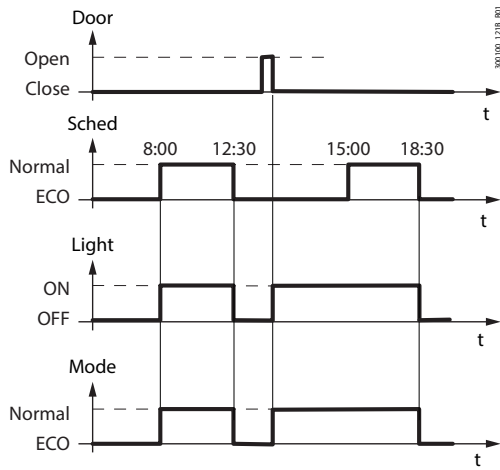 Door
300100_1218_R01
Open
Close
t
Sched
8:00 12:30 15:00 18:30
Normal
ECO
t
Light
ON
OFF
t
Mode
Normal
ECO
t